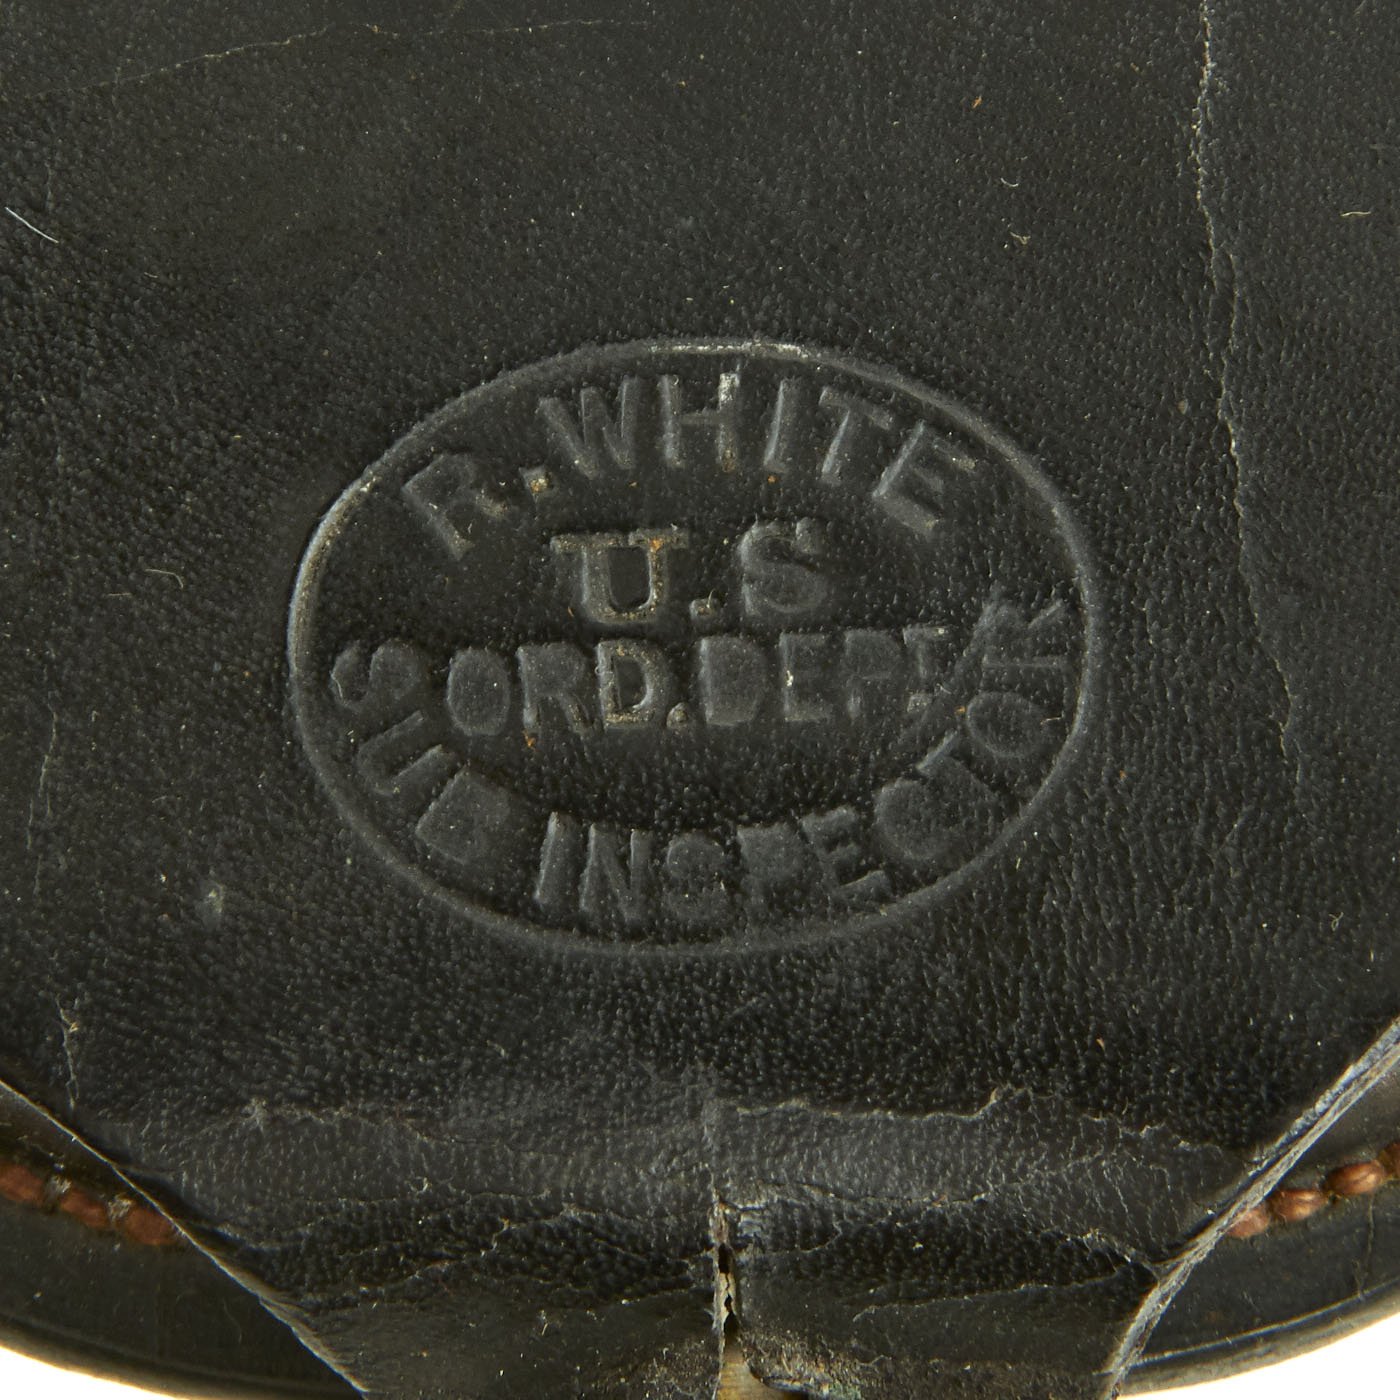 R. WHITE
U.S
ORD. DEPT.
SUB INSPECTOR